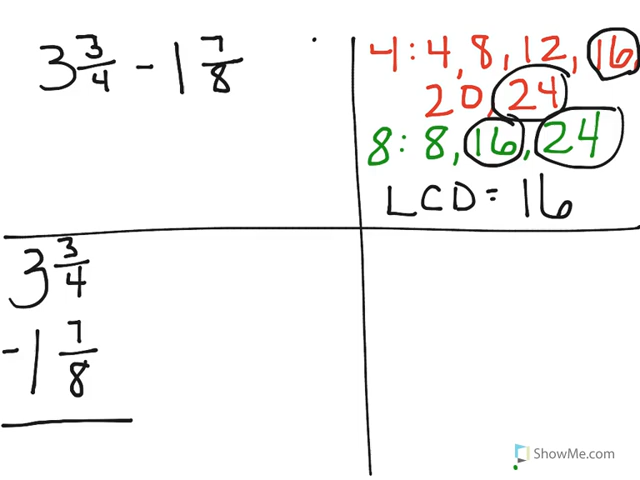 3 3/4 - 1 7/8
4: 4, 8, 12, 16,
20, 24
8: 8, 16, 24
LCD = 16
3 3/4
- 1 7/8
ShowMe.com